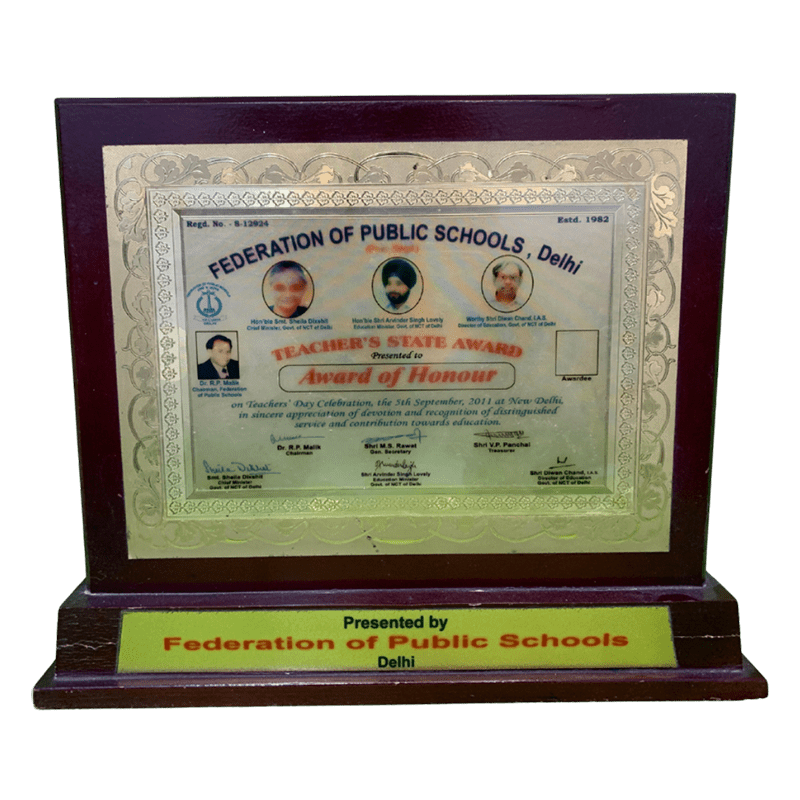 Regd. No. - S-12924
Estd. 1982
FEDERATION OF PUBLIC SCHOOLS, Delhi
Hon'ble Smt. Sheila Dixshit
Chief Minister, Govt. of NCT of Delhi
Hon'ble Shri Arvinder Singh Lovely
Education Minister, Govt. of NCT of Delhi
Worthy Shri Diwan Chand, I.A.S.
Director of Education, Govt. of NCT of Delhi
TEACHER'S STATE AWARD
Presented to
Award of Honour
Dr. R.P. Malik
Chairman, Federation
of Public Schools
Awardee
on Teachers' Day Celebration, the 5th September, 2011 at New Delhi,
in sincere appreciation of devotion and recognition of distinguished
service and contribution towards education.
Dr. R.P. Malik
Chairman
Shri M.S. Rawat
Gen. Secretary
Shri V.P. Panchal
Treasurer
Smt. Sheila Dixshit
Chief Minister
Govt. of NCT of Delhi
Shri Arvinder Singh Lovely
Education Minister
Govt. of NCT of Delhi
Shri Diwan Chand, I.A.S.
Director of Education
Govt. of NCT of Delhi
Presented by
Federation of Public Schools
Delhi